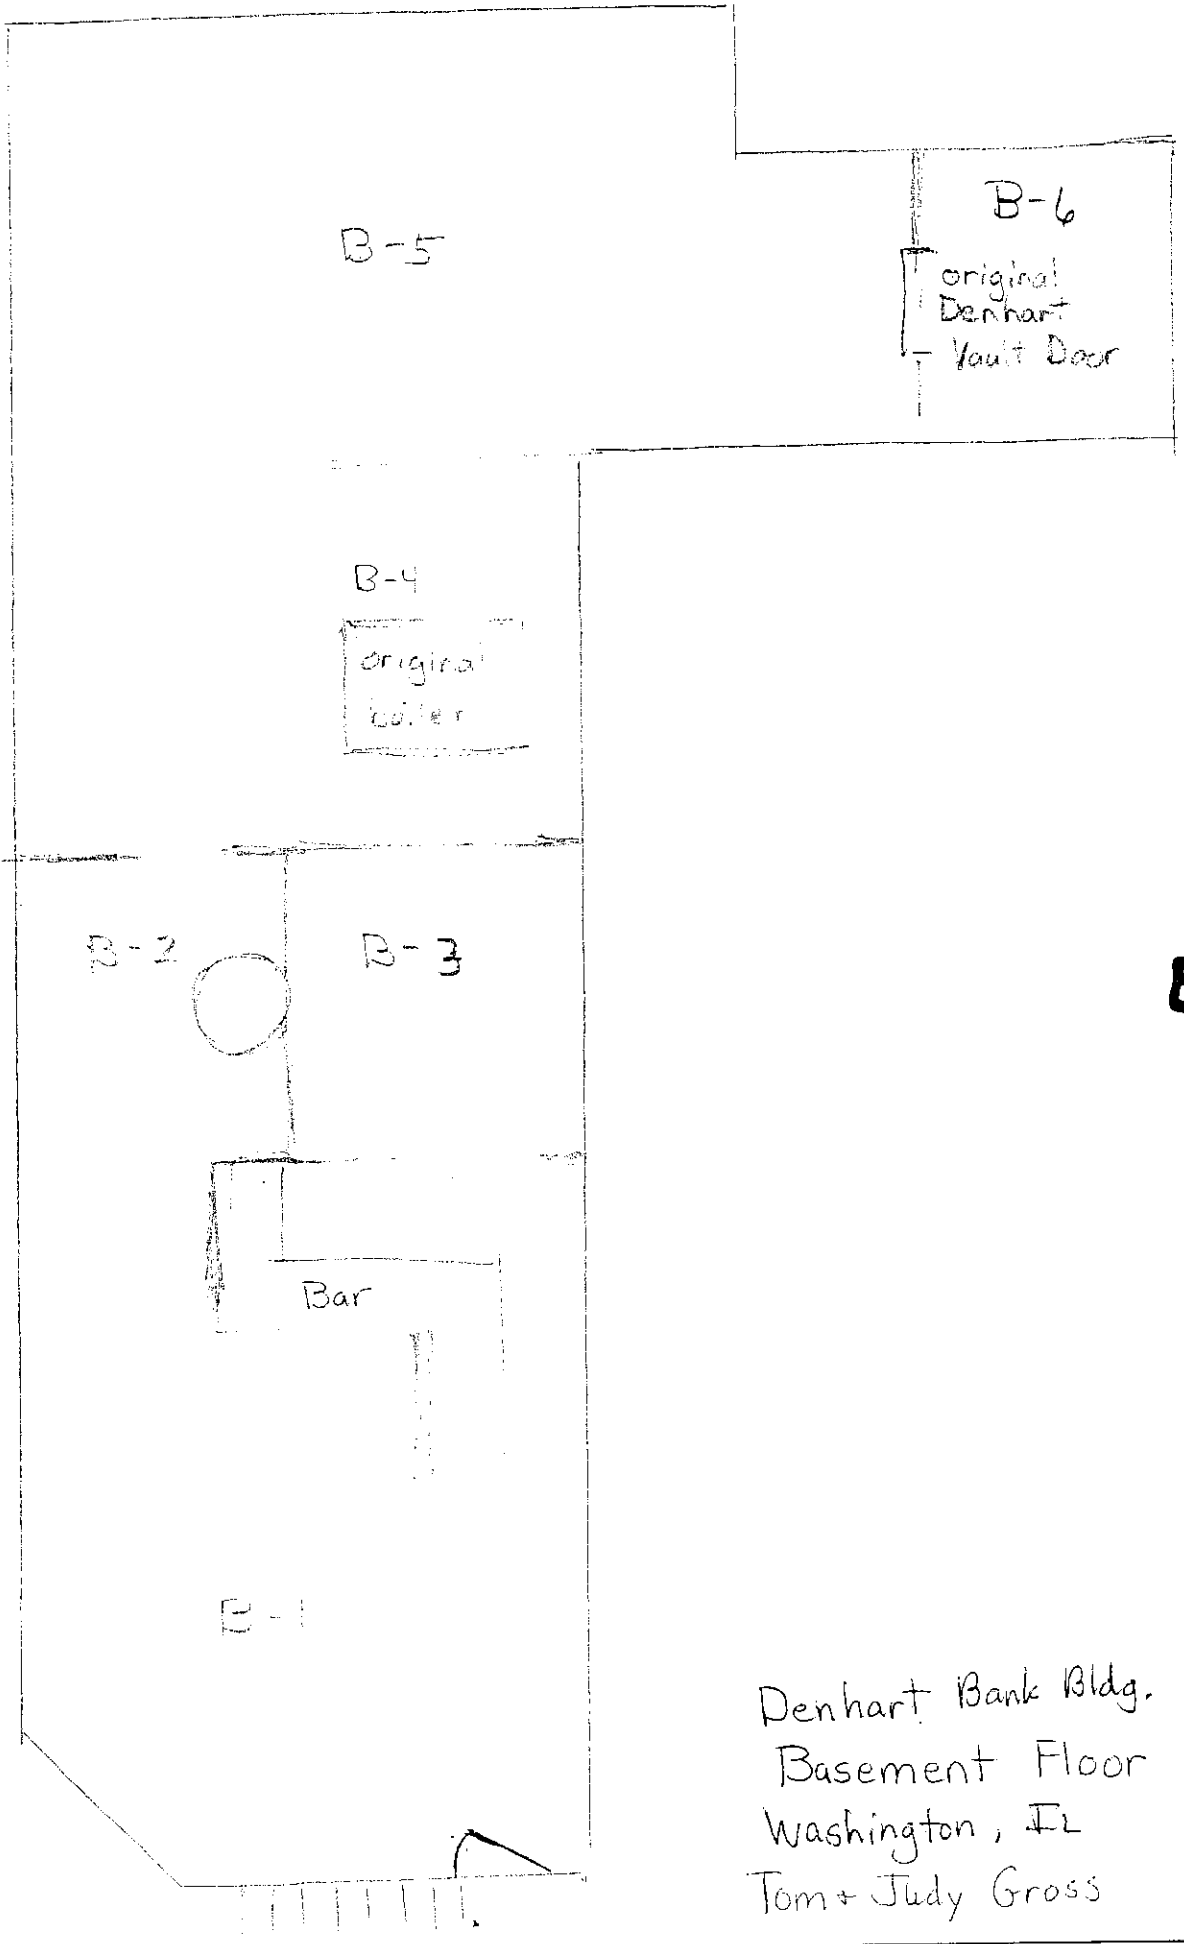 B-5
B-6
original
Denhart
Vault Door
B-4
original
boiler
B-2
B-3
Bar
B-1
Denhart Bank Bldg.
Basement Floor
Washington, IL
Tom + Judy Gross